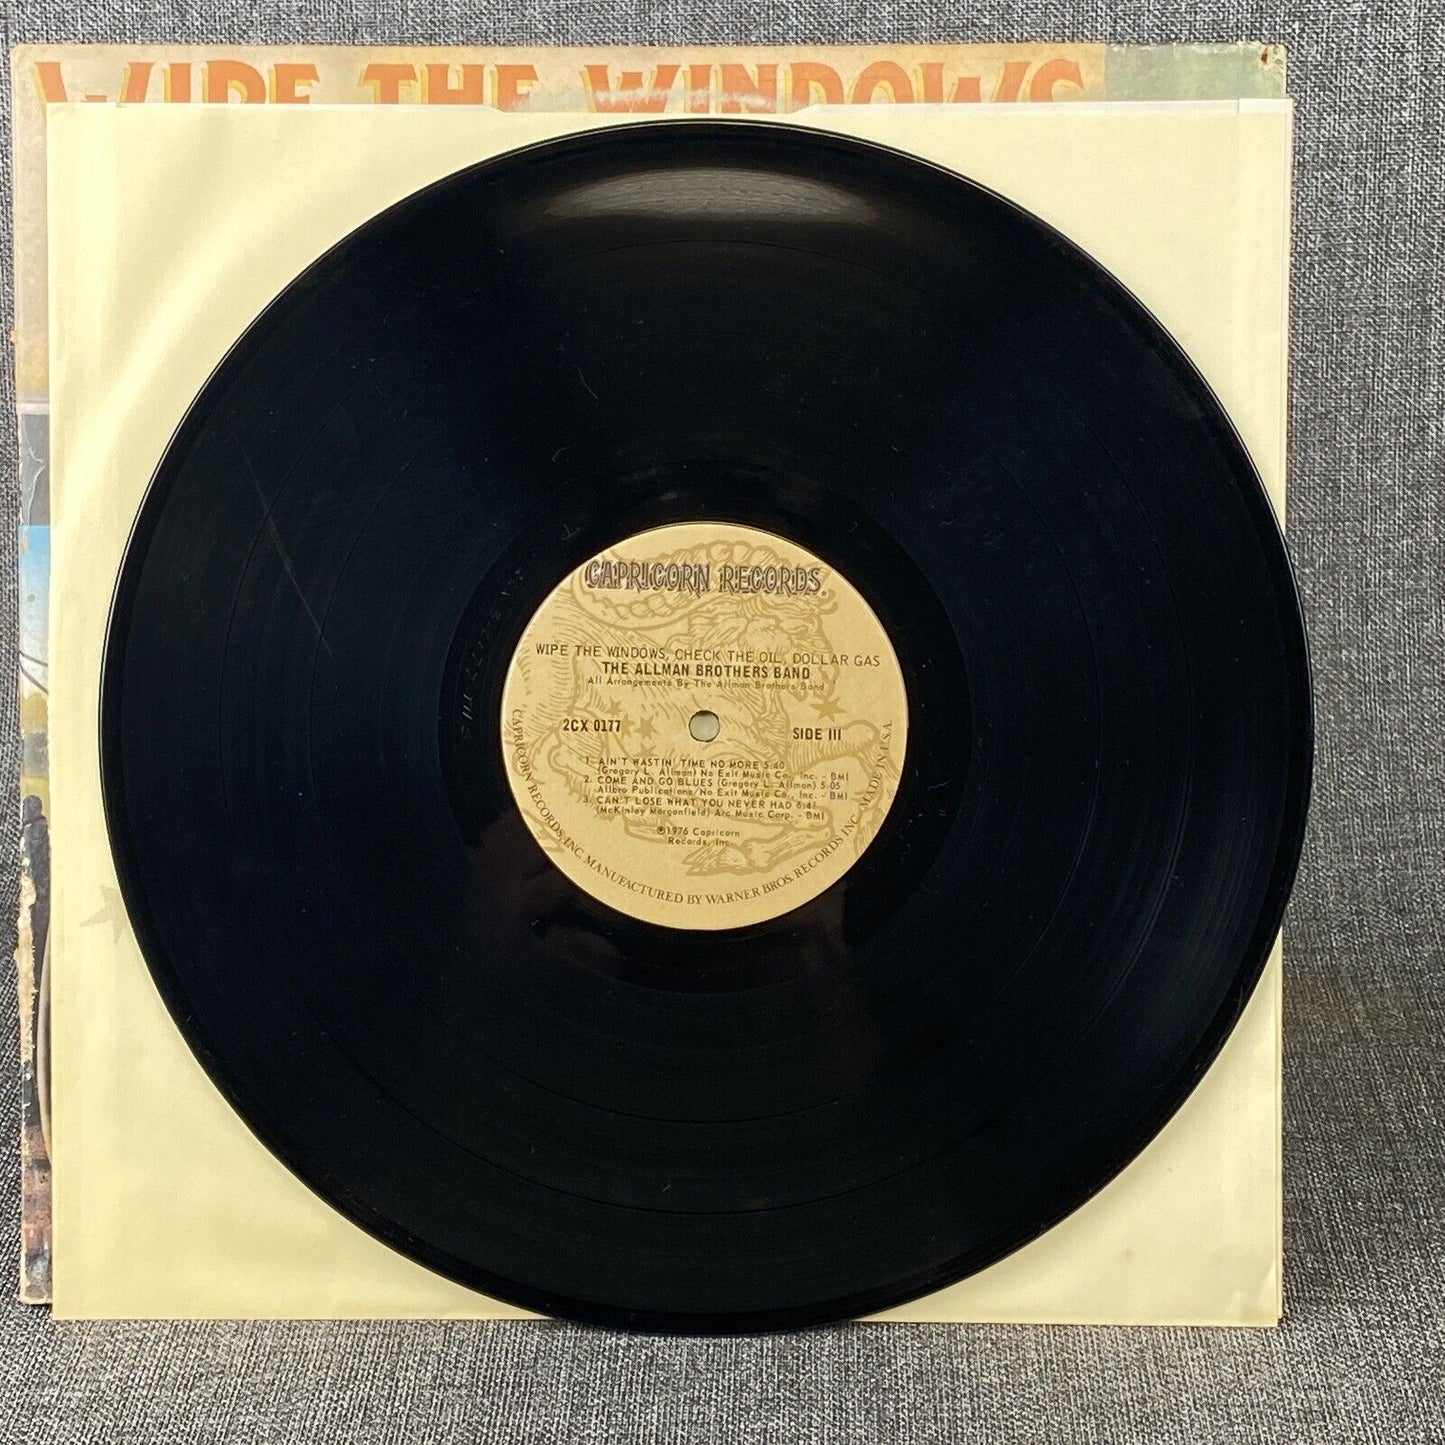 WIPE THE WINDOWS
CAPRICORN RECORDS®
WIPE THE WINDOWS, CHECK THE OIL, DOLLAR GAS
THE ALLMAN BROTHERS BAND
All Arrangements By The Allman Brothers Band
2CX 0177 SIDE III
1. AIN'T WASTIN' TIME NO MORE 5:40
(Gregory L. Allman) No Exit Music Co., Inc. - BMI
2. COME AND GO BLUES (Gregory L. Allman) 5:05
Allbro Publications/No Exit Music Co., Inc. - BMI
3. CAN'T LOSE WHAT YOU NEVER HAD 6:41
(McKinley Morganfield) Arc Music Corp. - BMI
℗1976 Capricorn
Records, Inc.
CAPRICORN RECORDS, INC. MANUFACTURED BY WARNER BROS. RECORDS INC. MADE IN U.S.A.